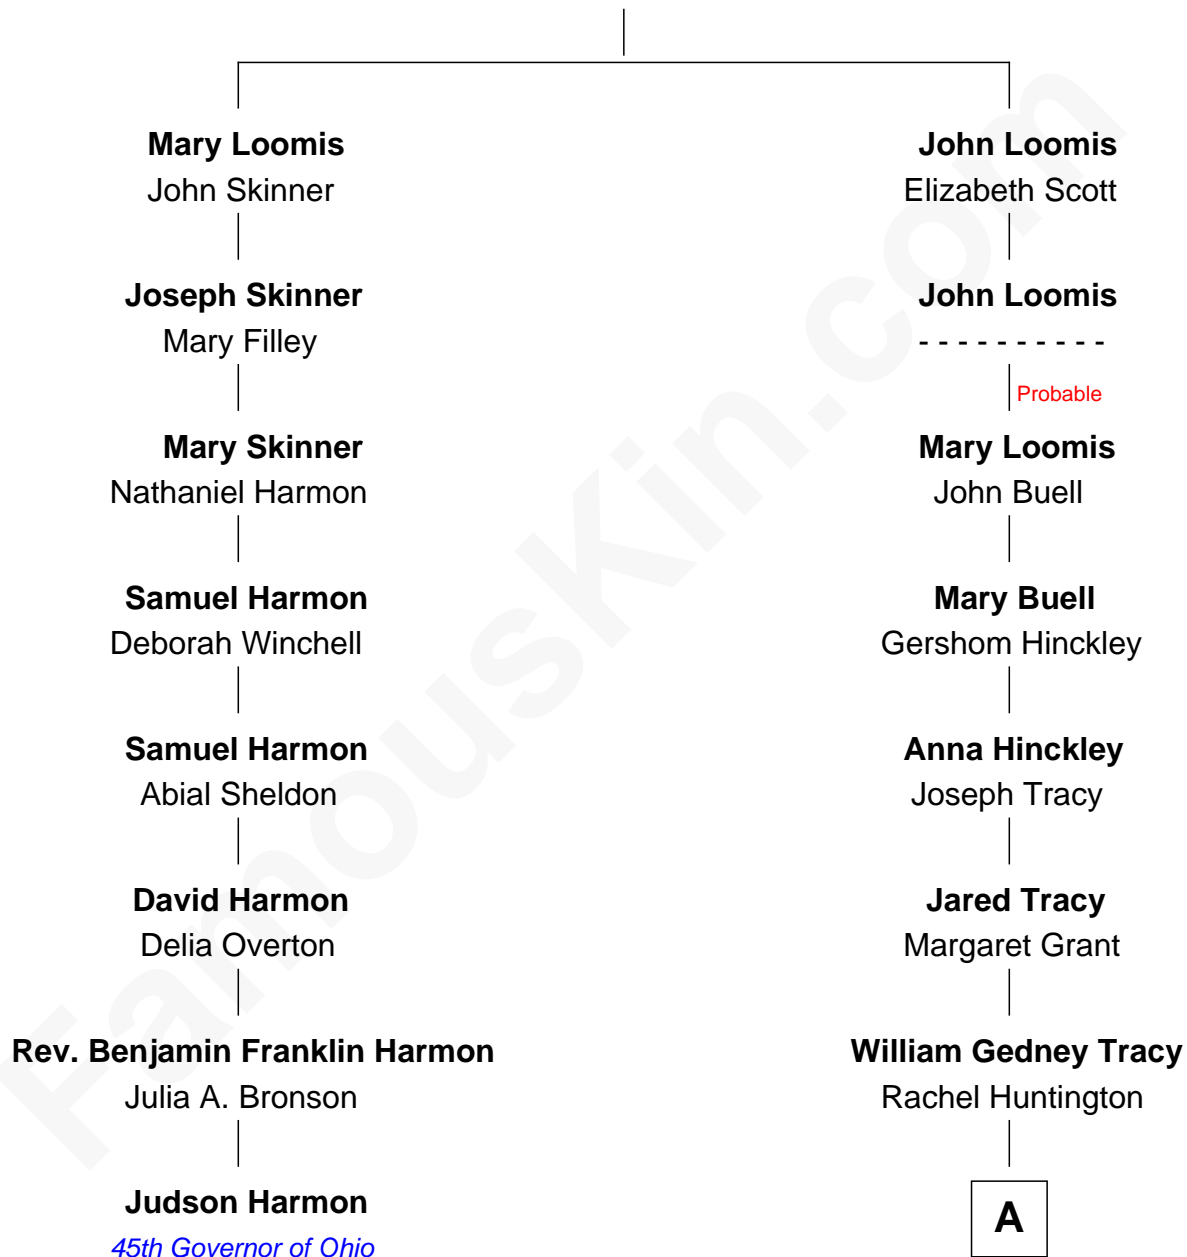 Mary Loomis
John Skinner
Joseph Skinner
Mary Filley
Mary Skinner
Nathaniel Harmon
Samuel Harmon
Deborah Winchell
Samuel Harmon
Abial Sheldon
David Harmon
Delia Overton
Rev. Benjamin Franklin Harmon
Julia A. Bronson
Judson Harmon
45th Governor of Ohio
John Loomis
Elizabeth Scott
John Loomis
- - - - - - - - - -
Probable
Mary Loomis
John Buell
Mary Buell
Gershom Hinckley
Anna Hinckley
Joseph Tracy
Jared Tracy
Margaret Grant
William Gedney Tracy
Rachel Huntington
A
FamousKin.com